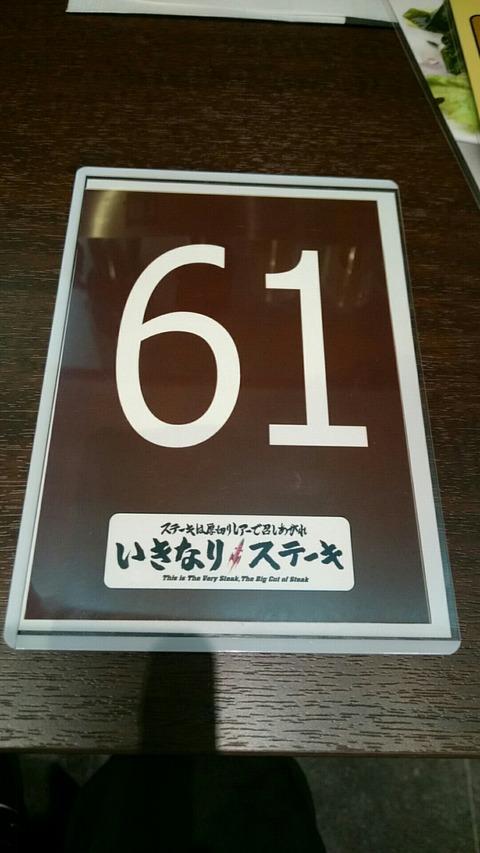 61
ステーキは厚切りレアーで召しあがれ
いきなりステーキ
This is The Very Steak, The Big Cut of Steak